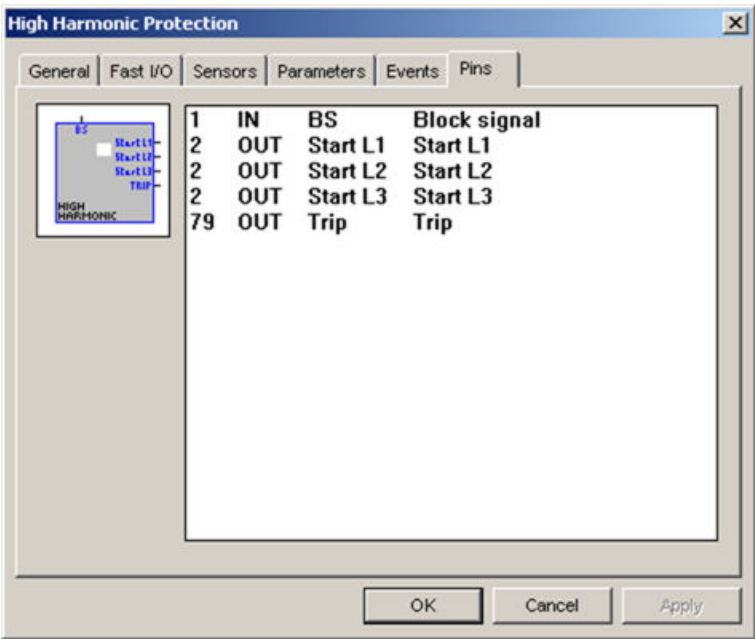 High Harmonic Protection
General Fast I/O Sensors Parameters Events Pins
BS
Start L1
Start L2
Start L3
TRIP
HIGH
HARMONIC
1 IN BS Block signal
2 OUT Start L1 Start L1
2 OUT Start L2 Start L2
2 OUT Start L3 Start L3
79 OUT Trip Trip
OK Cancel Apply